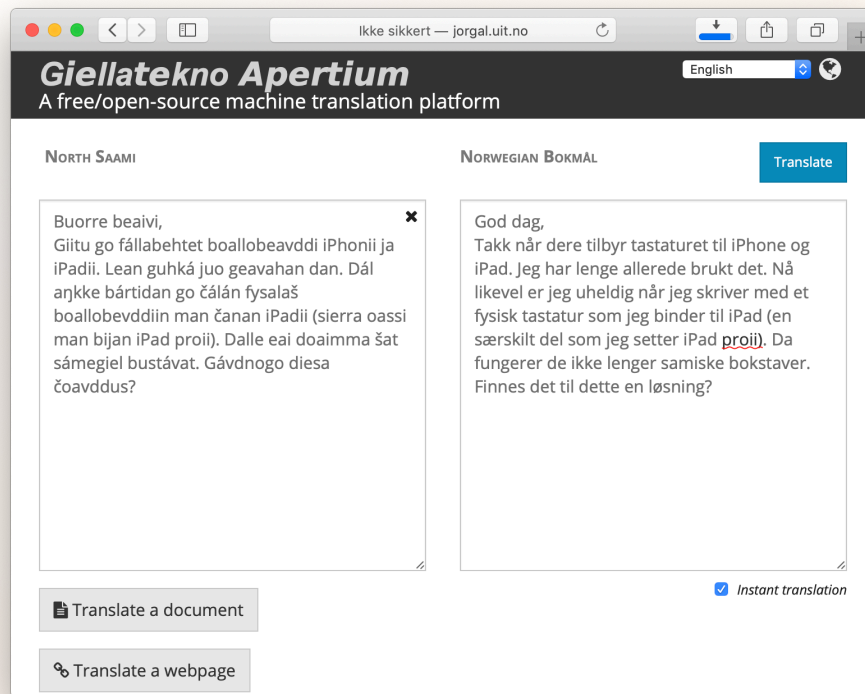 Ikke sikkert — jorgal.uit.no
Giellatekno Apertium
English
A free/open-source machine translation platform
North Saami
Norwegian Bokmål
Translate
Buorre beaivi,
Giitu go fállabehtet boallobeavddi iPhonii ja
iPadii. Lean guhká juo geavahan dan. Dál
aŋkke bártidan go čálán fysalaš
boallobevddiin man čanan iPadii (sierra oassi
man bijan iPad proii). Dalle eai doaimma šat
sámegiel bustávat. Gávdnogo diesa
čoavddus?
God dag,
Takk når dere tilbyr tastaturet til iPhone og
iPad. Jeg har lenge allerede brukt det. Nå
likevel er jeg uheldig når jeg skriver med et
fysisk tastatur som jeg binder til iPad (en
særskilt del som jeg setter iPad proii). Da
fungerer de ikke lenger samiske bokstaver.
Finnes det til dette en løsning?
Instant translation
Translate a document
Translate a webpage